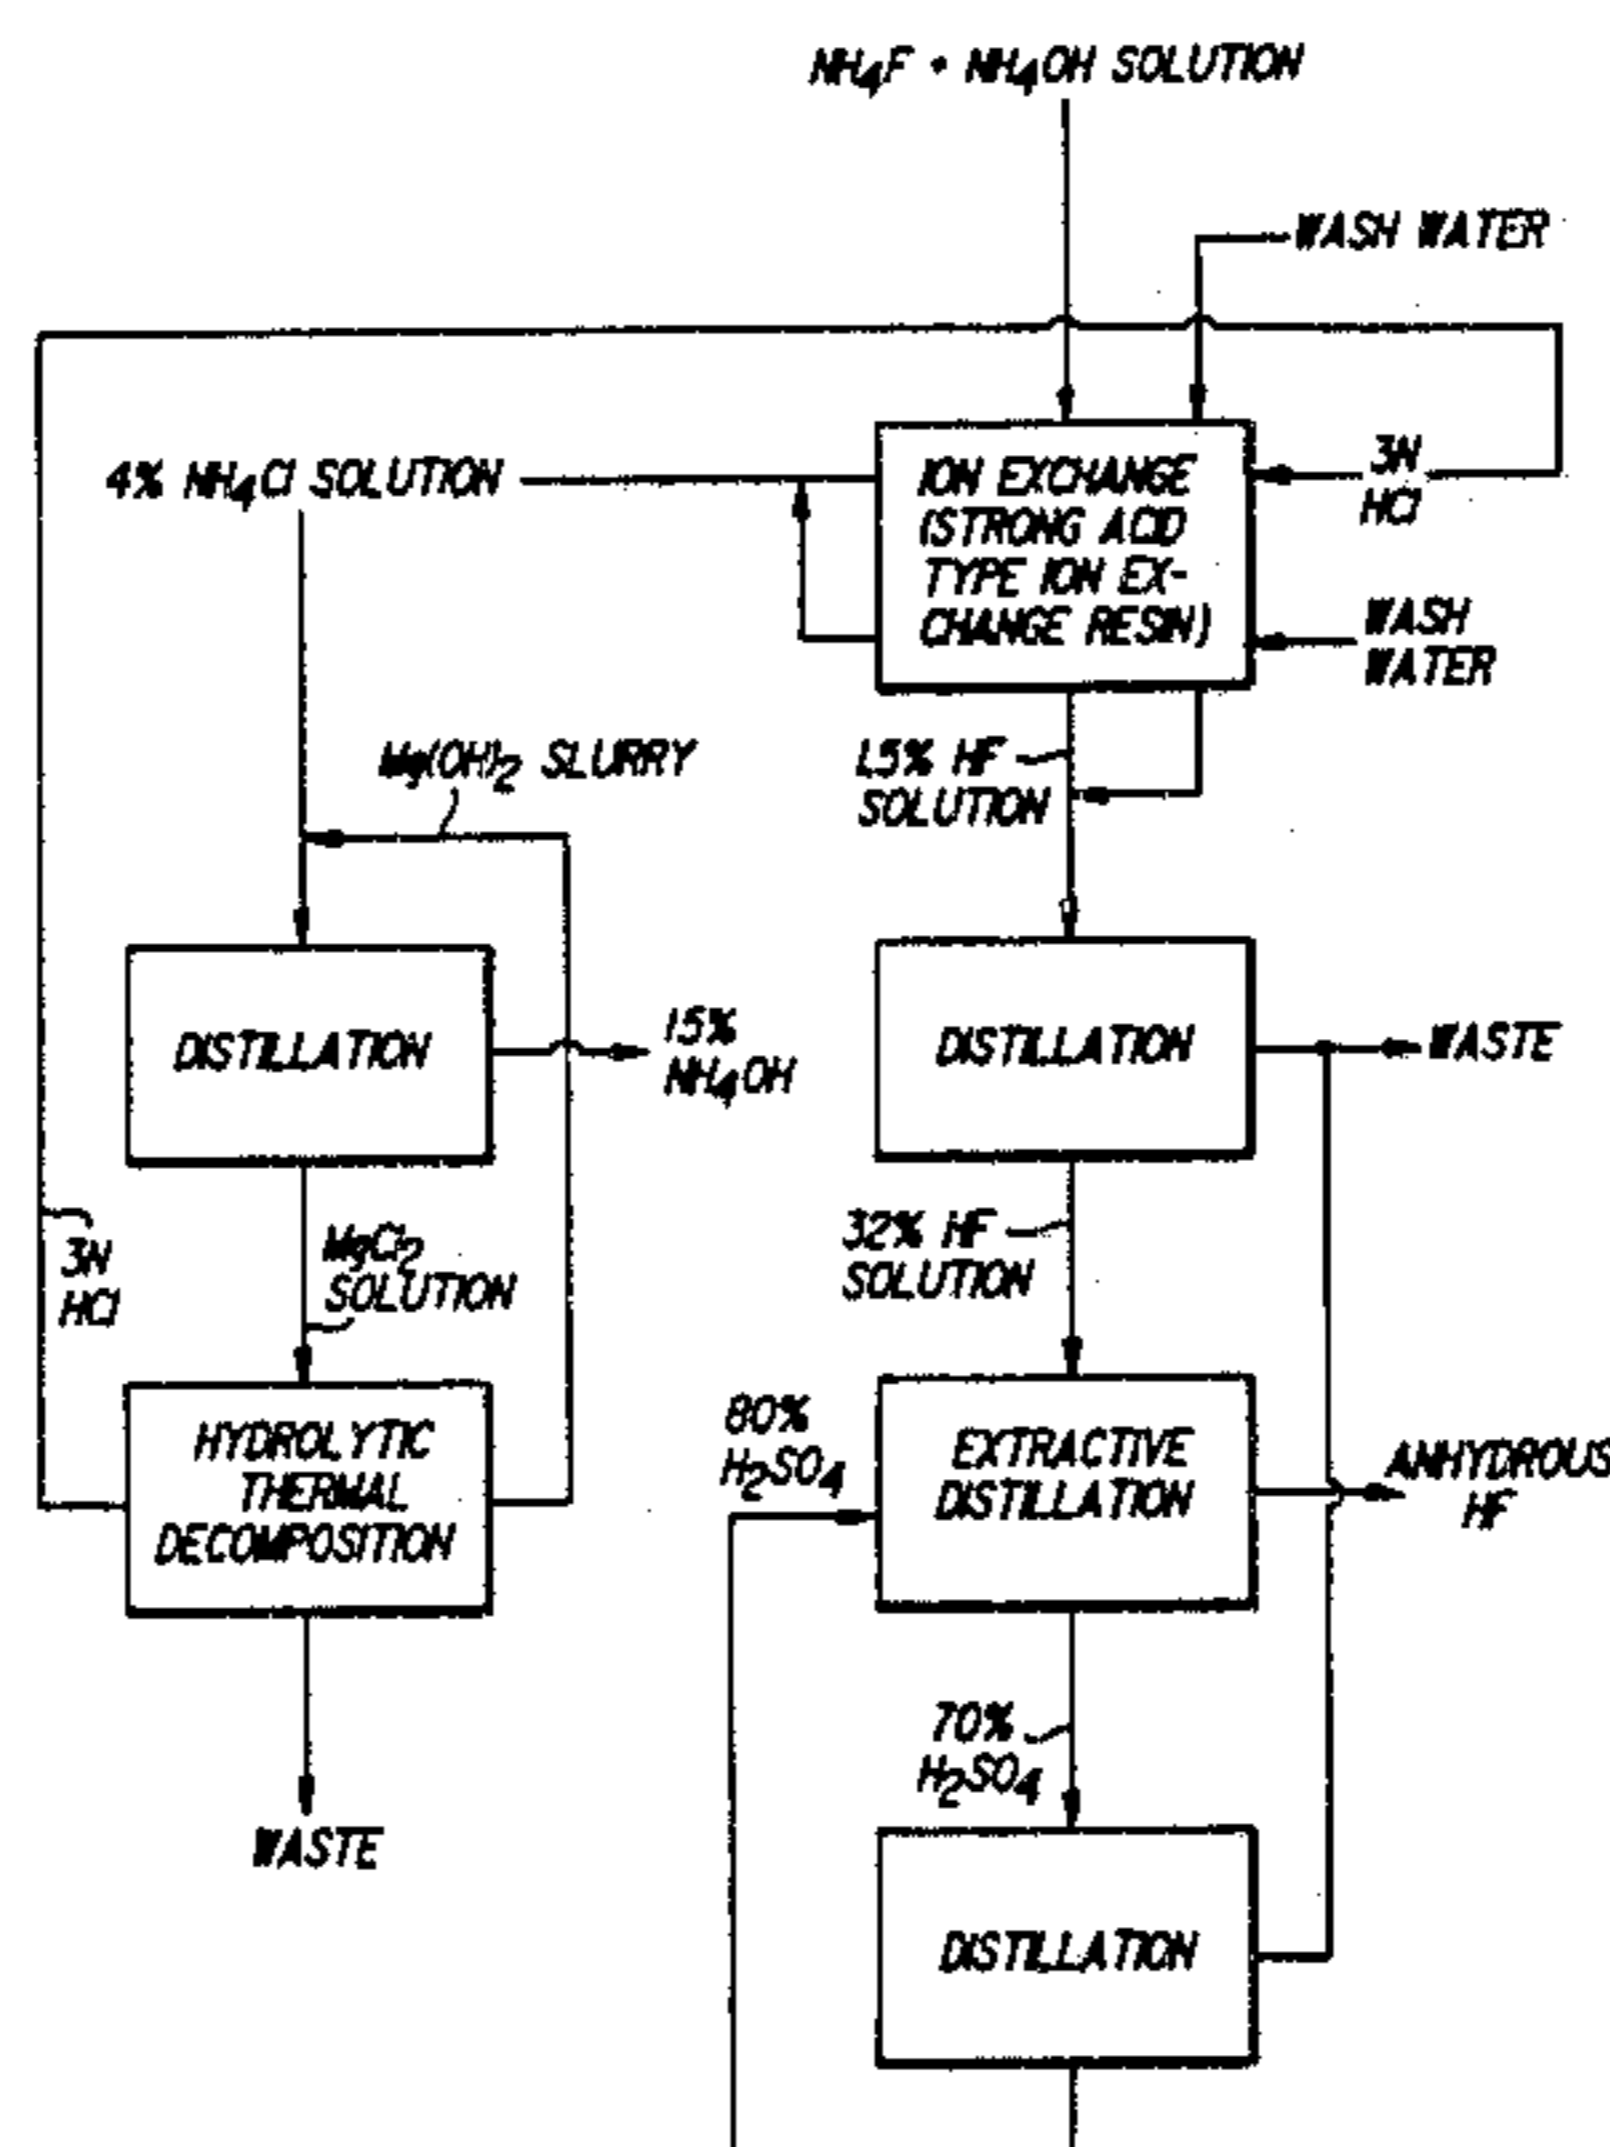 NH4F + NH4OH SOLUTION
WASH WATER
4% NH4Cl SOLUTION
ION EXCHANGE
(STRONG ACID
TYPE ION EX-
CHANGE RESIN)
3N
HCl
WASH
WATER
Mg(OH)2 SLURRY
1.5% HF
SOLUTION
DISTILLATION
15%
NH4OH
DISTILLATION
WASTE
3N
HCl
MgCl2
SOLUTION
32% HF
SOLUTION
HYDROLYTIC
THERMAL
DECOMPOSITION
80%
H2SO4
EXTRACTIVE
DISTILLATION
ANHYDROUS
HF
70%
H2SO4
WASTE
DISTILLATION